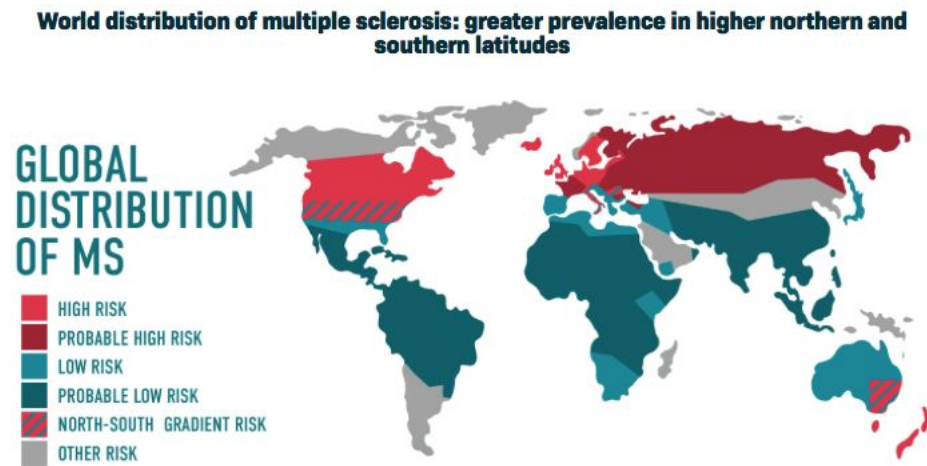 World distribution of multiple sclerosis: greater prevalence in higher northern and
southern latitudes
GLOBAL
DISTRIBUTION
OF MS
HIGH RISK
PROBABLE HIGH RISK
LOW RISK
PROBABLE LOW RISK
NORTH-SOUTH GRADIENT RISK
OTHER RISK